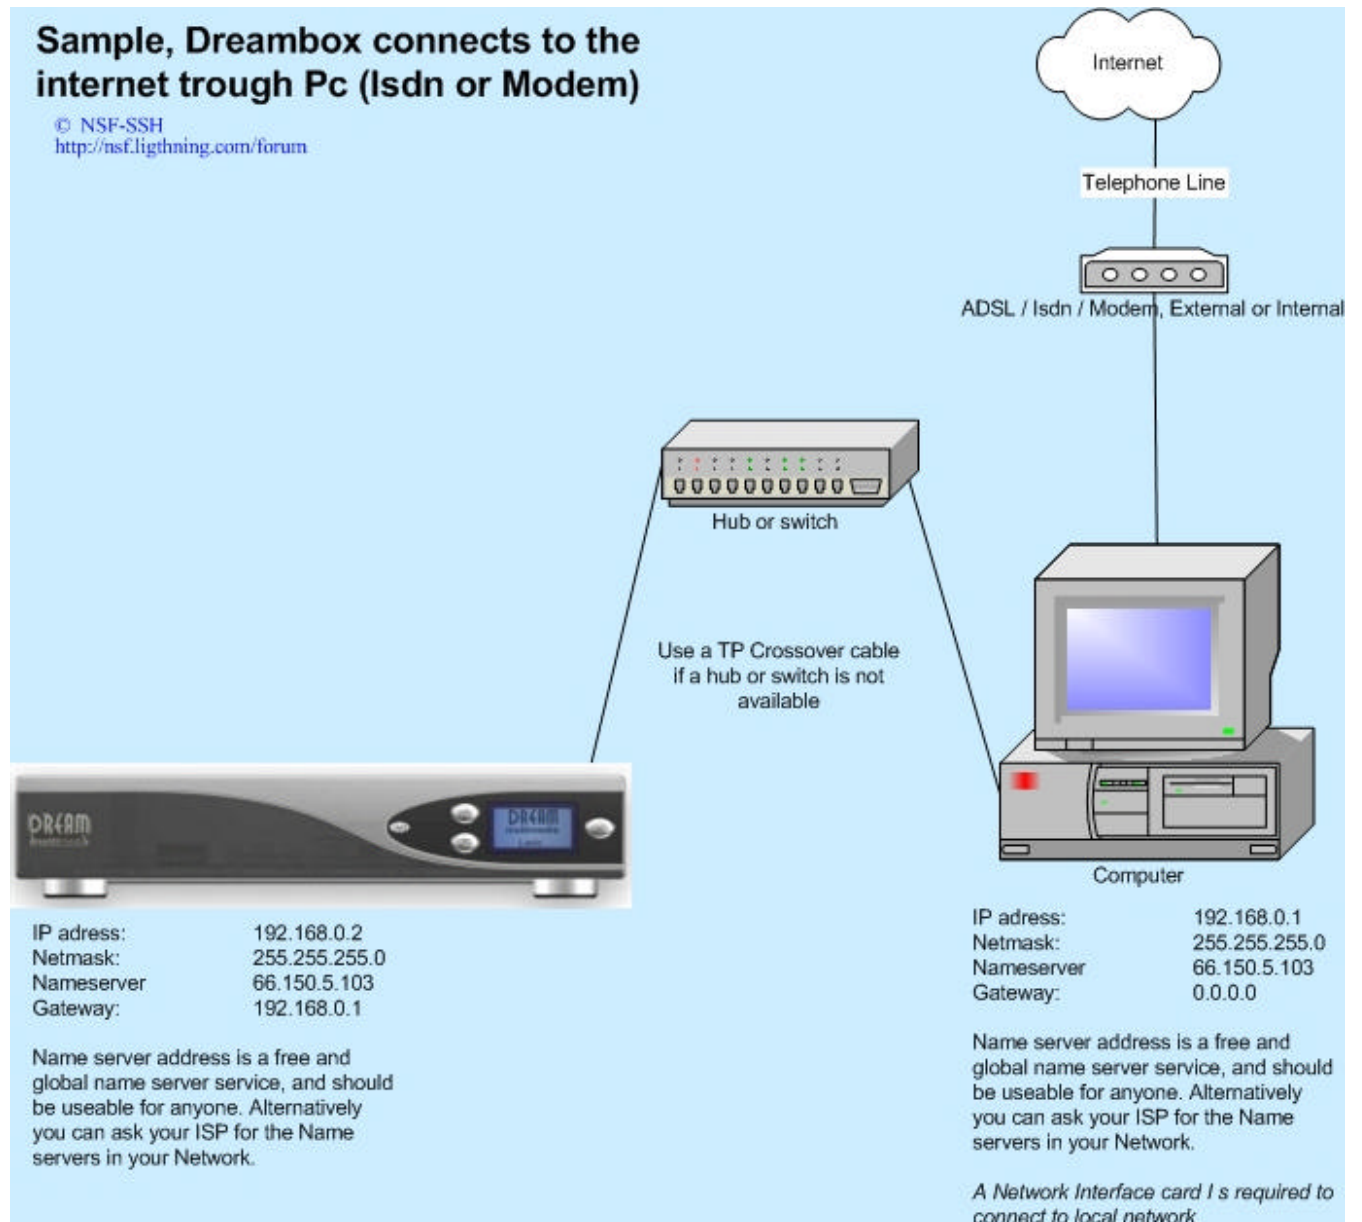 Sample, Dreambox connects to the
internet trough Pc (Isdn or Modem)
© NSF-SSH
http://nsf.ligthning.com/forum
Internet
Telephone Line
ADSL / Isdn / Modem, External or Internal
Hub or switch
Use a TP Crossover cable
if a hub or switch is not
available
DREAM
DREAM
multimedia
Computer
IP adress: 192.168.0.2
Netmask: 255.255.255.0
Nameserver 66.150.5.103
Gateway: 192.168.0.1
Name server address is a free and
global name server service, and should
be useable for anyone. Alternatively
you can ask your ISP for the Name
servers in your Network.
IP adress: 192.168.0.1
Netmask: 255.255.255.0
Nameserver 66.150.5.103
Gateway: 0.0.0.0
Name server address is a free and
global name server service, and should
be useable for anyone. Alternatively
you can ask your ISP for the Name
servers in your Network.
A Network Interface card I s required to
connect to local network